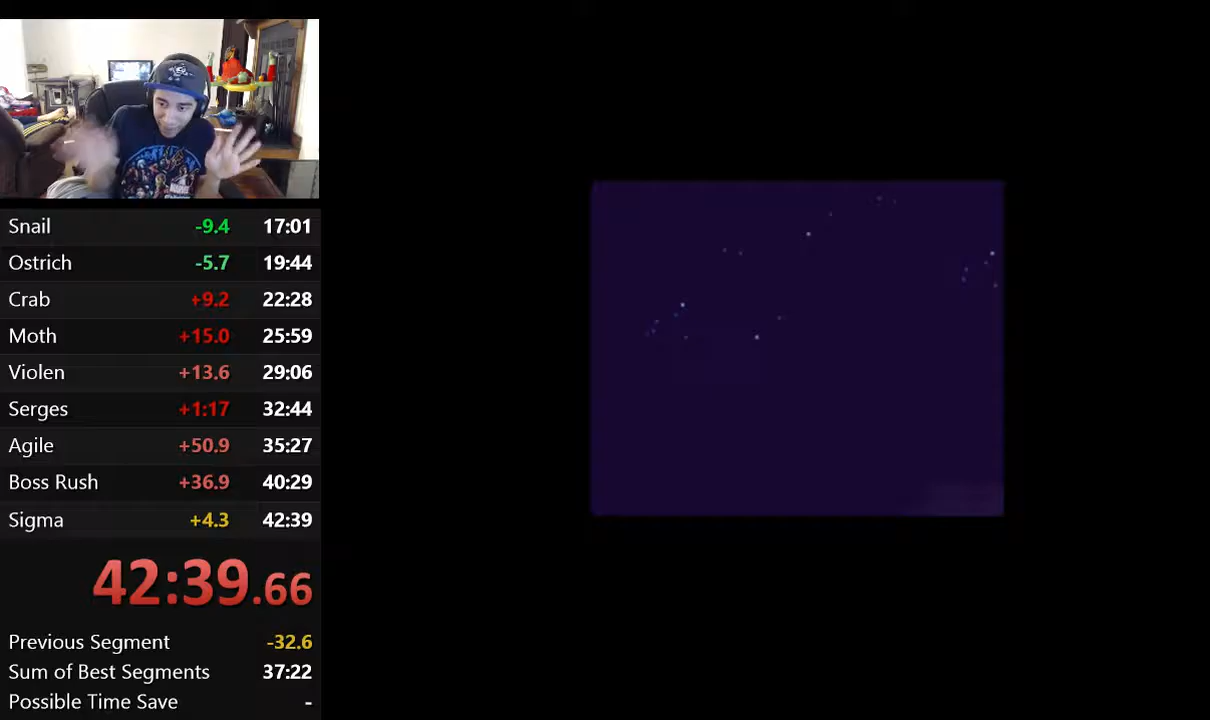 Snail -9.4 17:01
Ostrich -5.7 19:44
Crab +9.2 22:28
Moth +15.0 25:59
Violen +13.6 29:06
Serges +1:17 32:44
Agile +50.9 35:27
Boss Rush +36.9 40:29
Sigma +4.3 42:39
42:39.66
Previous Segment -32.6
Sum of Best Segments 37:22
Possible Time Save -